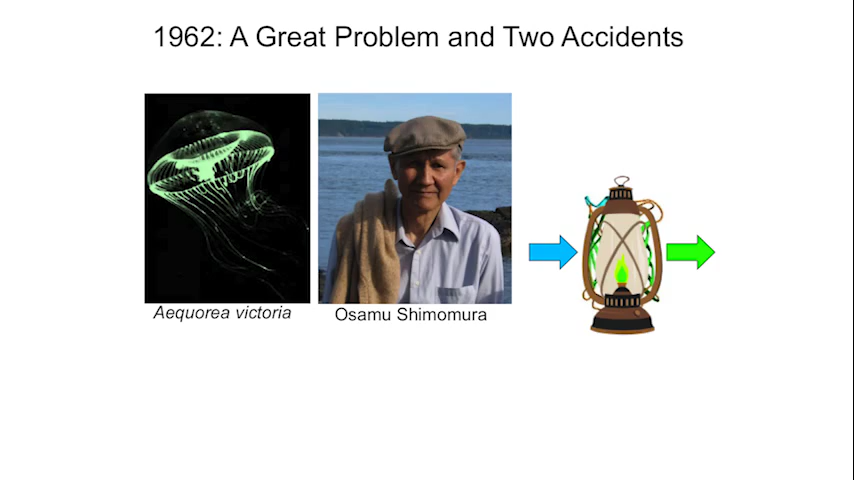 1962: A Great Problem and Two Accidents
Aequorea victoria
Osamu Shimomura